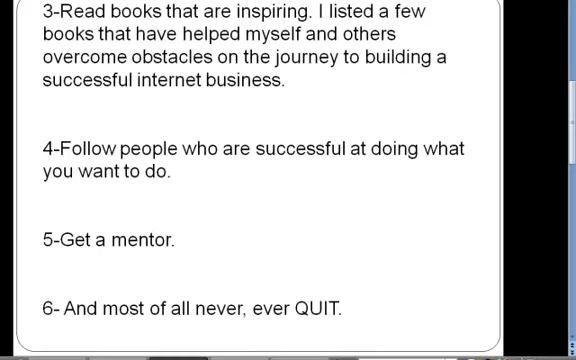 3-Read books that are inspiring. I listed a few
books that have helped myself and others
overcome obstacles on the journey to building a
successful internet business.
4-Follow people who are successful at doing what
you want to do.
5-Get a mentor.
6- And most of all never, ever QUIT.